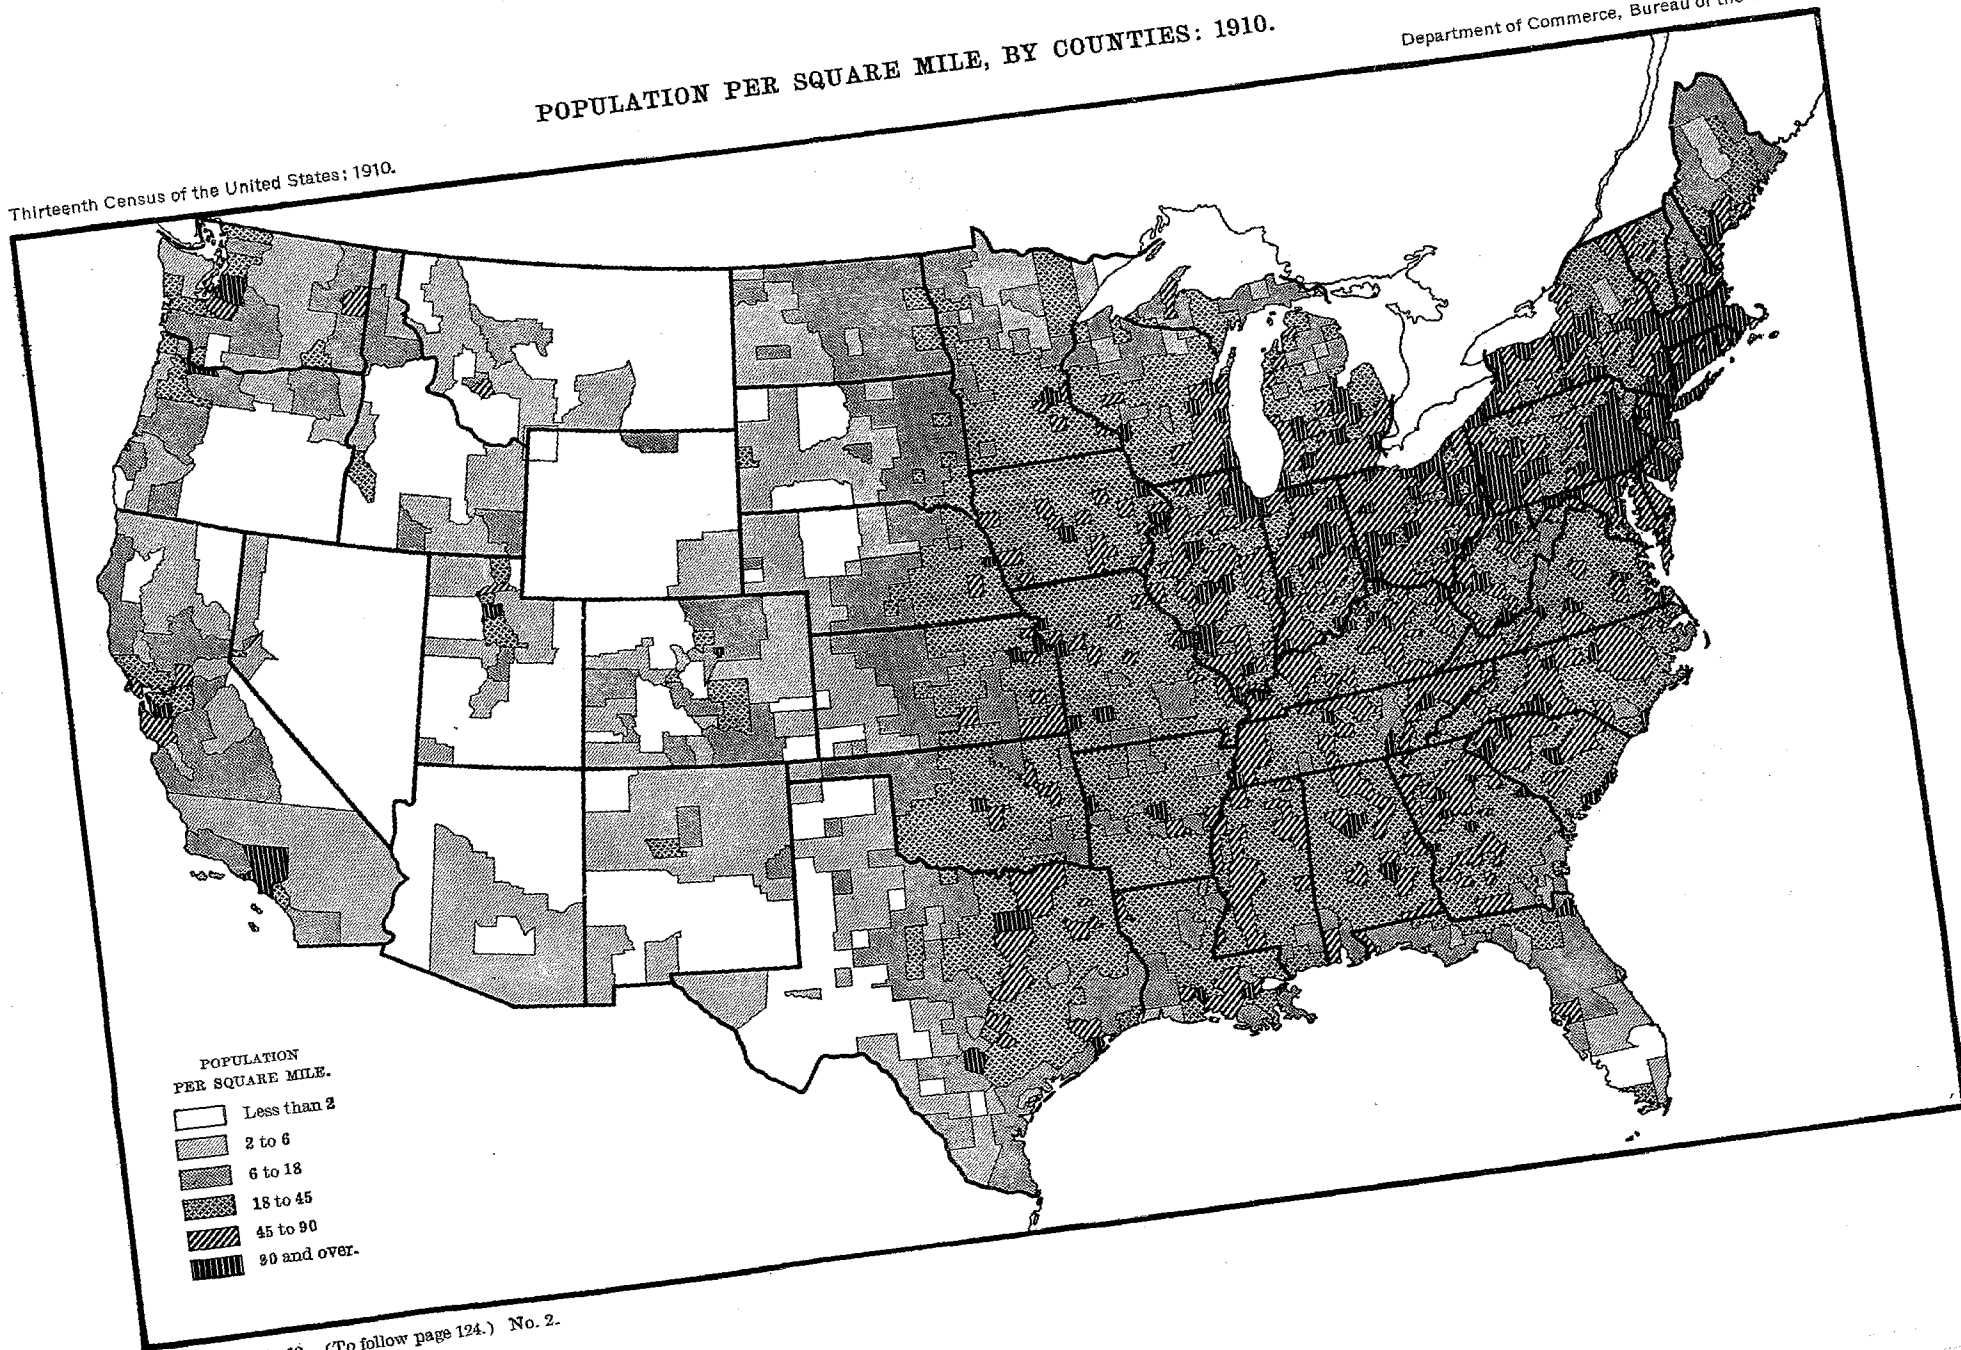 POPULATION PER SQUARE MILE, BY COUNTIES: 1910.
Department of Commerce, Bureau of the
Thirteenth Census of the United States: 1910.
POPULATION
PER SQUARE MILE.
Less than 2
2 to 6
6 to 18
18 to 45
45 to 90
90 and over.
(To follow page 124.) No. 2.